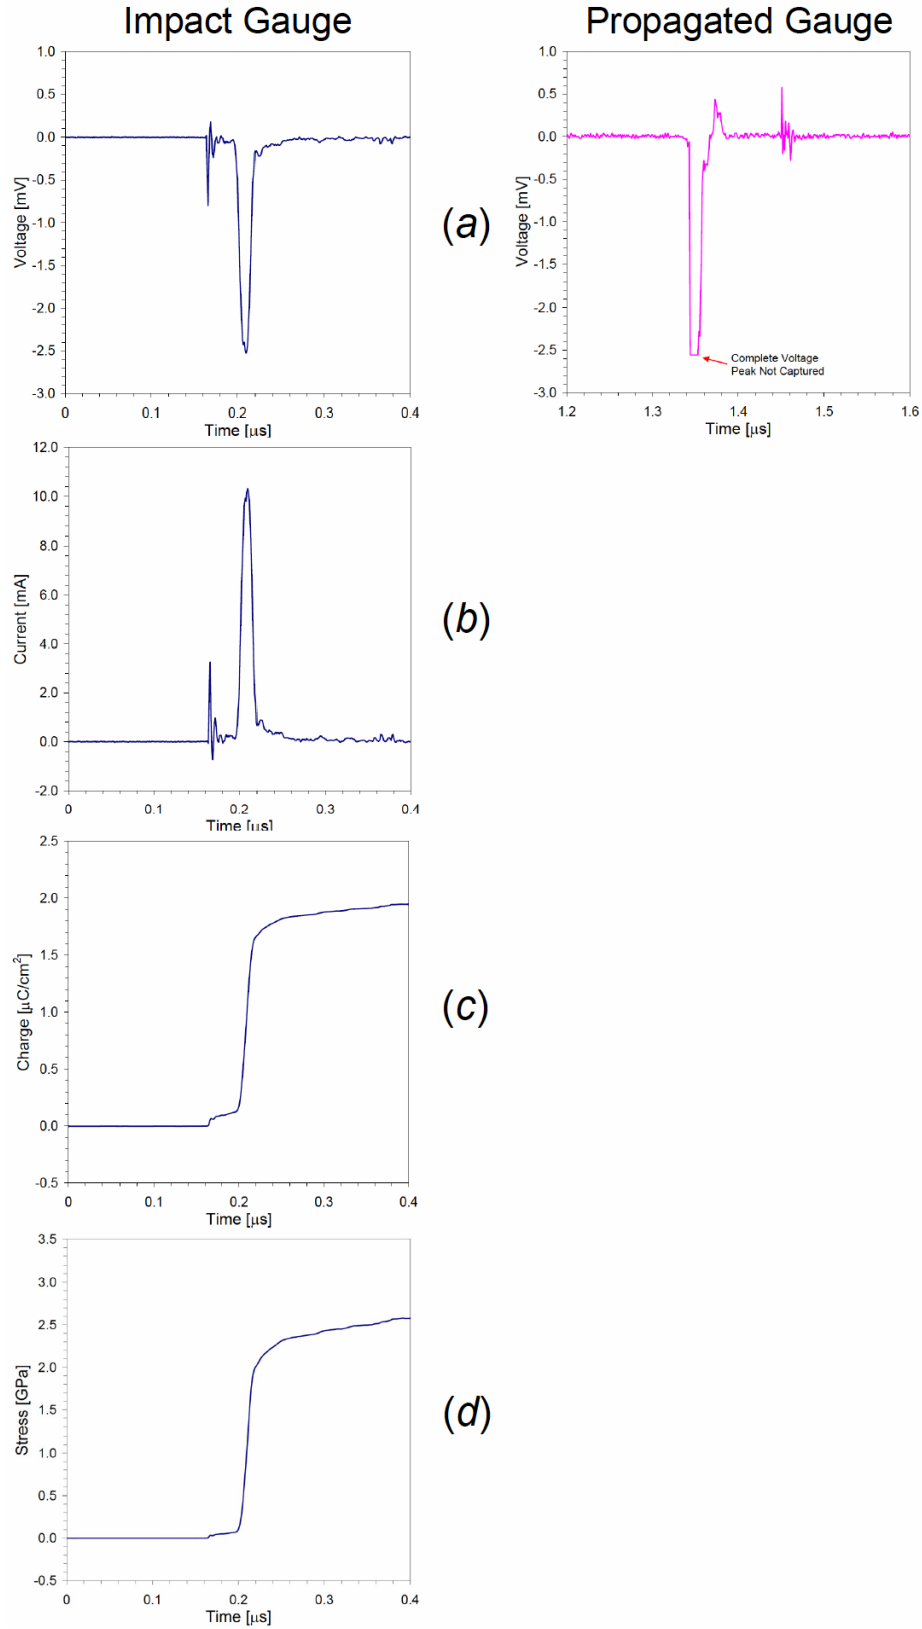 Impact Gauge
Propagated Gauge
1.0
0.5
0.0
-0.5
-1.0
-1.5
-2.0
-2.5
-3.0
Voltage [mV]
0 0.1 0.2 0.3 0.4
Time [μs]
(a)
1.0
0.5
0.0
-0.5
-1.0
-1.5
-2.0
-2.5
-3.0
Voltage [mV]
Complete Voltage
Peak Not Captured
1.2 1.3 1.4 1.5 1.6
Time [μs]
12.0
10.0
8.0
6.0
4.0
2.0
0.0
-2.0
Current [mA]
0 0.1 0.2 0.3 0.4
Time [μs]
(b)
2.5
2.0
1.5
1.0
0.5
0.0
-0.5
Charge [μC/cm²]
0 0.1 0.2 0.3 0.4
Time [μs]
(c)
3.5
3.0
2.5
2.0
1.5
1.0
0.5
0.0
-0.5
Stress [GPa]
0 0.1 0.2 0.3 0.4
Time [μs]
(d)